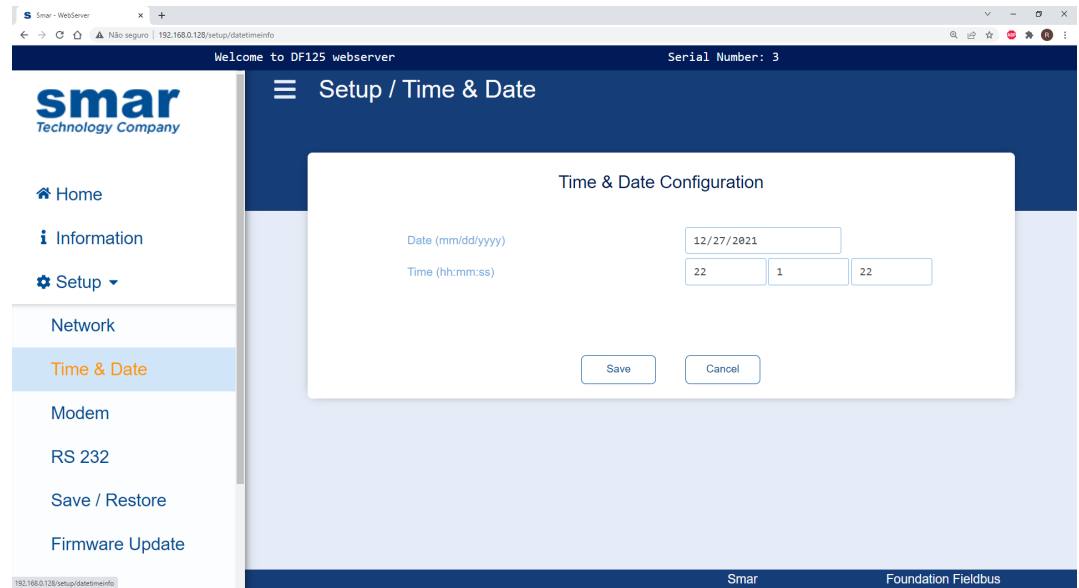 S Smar - WebServer
Não seguro | 192.168.0.128/setup/datetimeinfo
Welcome to DF125 webserver Serial Number: 3
smar
Technology Company
Setup / Time & Date
Home
Information
Setup
Network
Time & Date
Modem
RS 232
Save / Restore
Firmware Update
Time & Date Configuration
Date (mm/dd/yyyy) 12/27/2021
Time (hh:mm:ss) 22 1 22
Save Cancel
192.168.0.128/setup/datetimeinfo
Smar Foundation Fieldbus